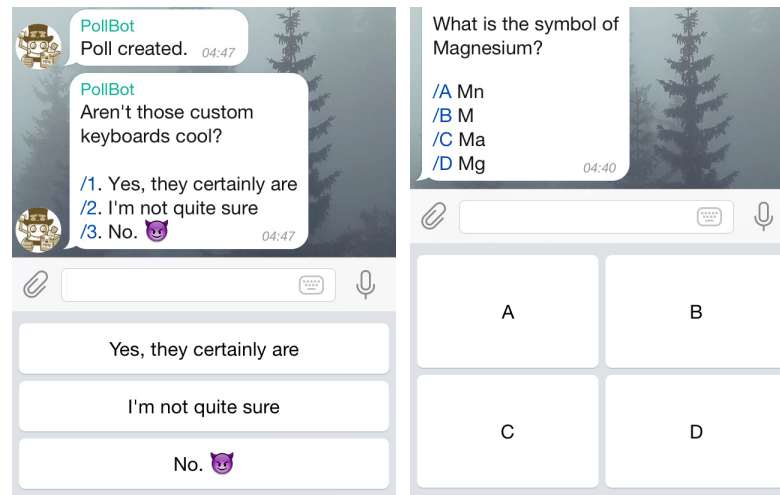 PollBot
Poll created. 04:47
PollBot
Aren't those custom
keyboards cool?
/1. Yes, they certainly are
/2. I'm not quite sure
/3. No. 😈
04:47
Yes, they certainly are
I'm not quite sure
No. 😈
What is the symbol of
Magnesium?
/A Mn
/B M
/C Ma
/D Mg
04:40
A
B
C
D